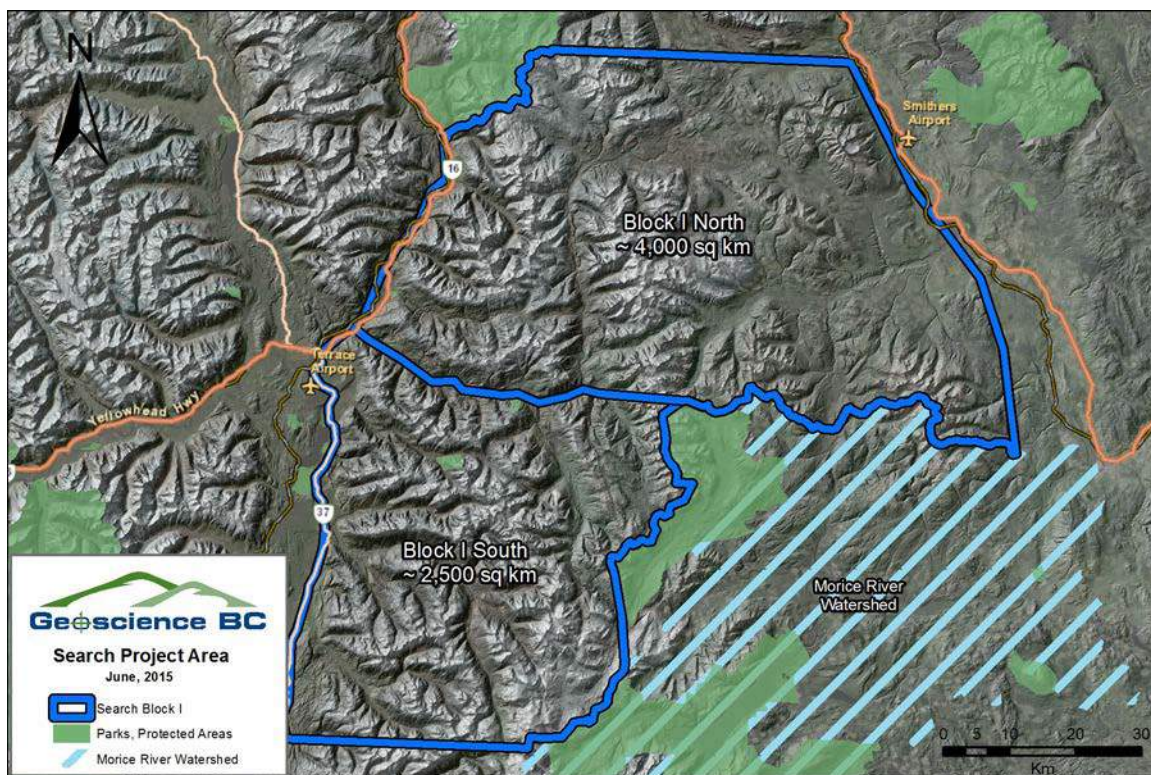 N
Smithers
Airport
16
Block I North
~ 4,000 sq km
Terrace
Airport
Yellowhead Hwy
37
Block I South
~ 2,500 sq km
Morice River
Watershed
Geoscience BC
Search Project Area
June, 2015
Search Block I
Parks, Protected Areas
Morice River Watershed
0 5 10 20 30
Km